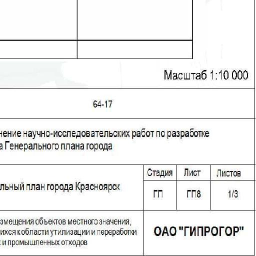 Масштаб 1:10 000
64-17
нение научно-исследовательских работ по разработке
а Генерального плана города
Стадия Лист Листов
льный план города Красноярск
ГП ГП8 1/3
змещения объектов местного значения,
ихся к области утилизации и переработки
х и промышленных отходов
ОАО "ГИПРОГОР"